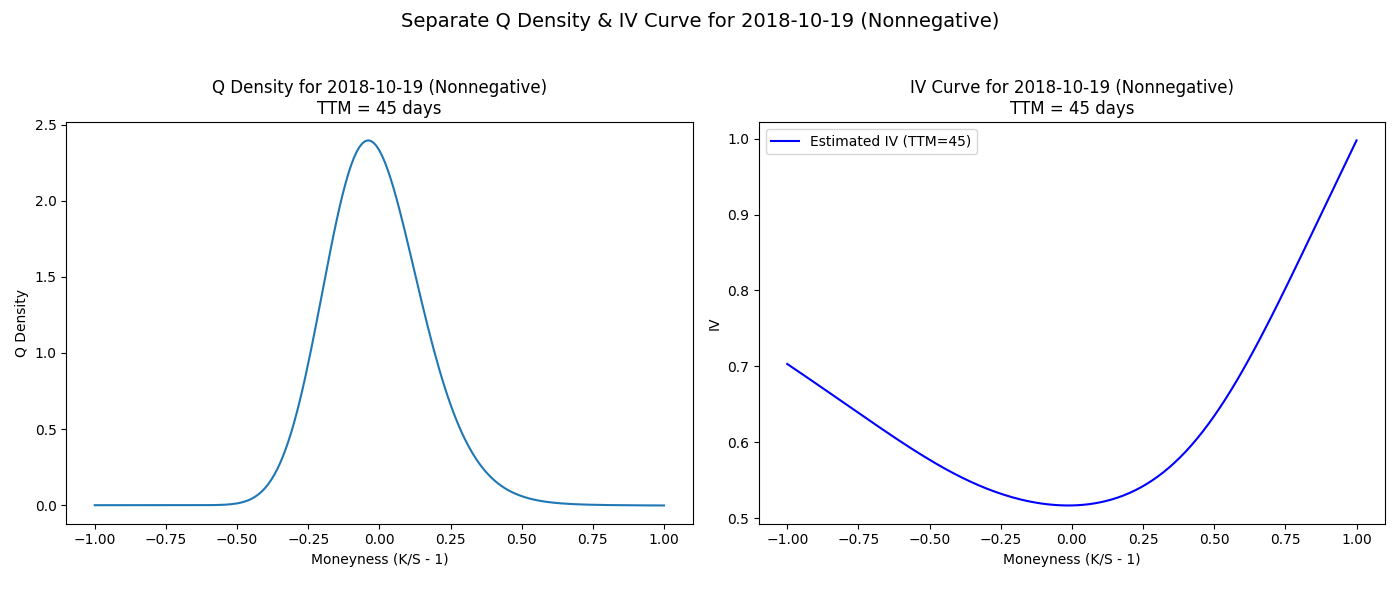 Separate Q Density & IV Curve for 2018-10-19 (Nonnegative)
Q Density for 2018-10-19 (Nonnegative)
TTM = 45 days
2.5
2.0
1.5
1.0
0.5
0.0
Q Density
−1.00 −0.75 −0.50 −0.25 0.00 0.25 0.50 0.75 1.00
Moneyness (K/S - 1)
IV Curve for 2018-10-19 (Nonnegative)
TTM = 45 days
Estimated IV (TTM=45)
1.0
0.9
0.8
0.7
0.6
0.5
IV
−1.00 −0.75 −0.50 −0.25 0.00 0.25 0.50 0.75 1.00
Moneyness (K/S - 1)